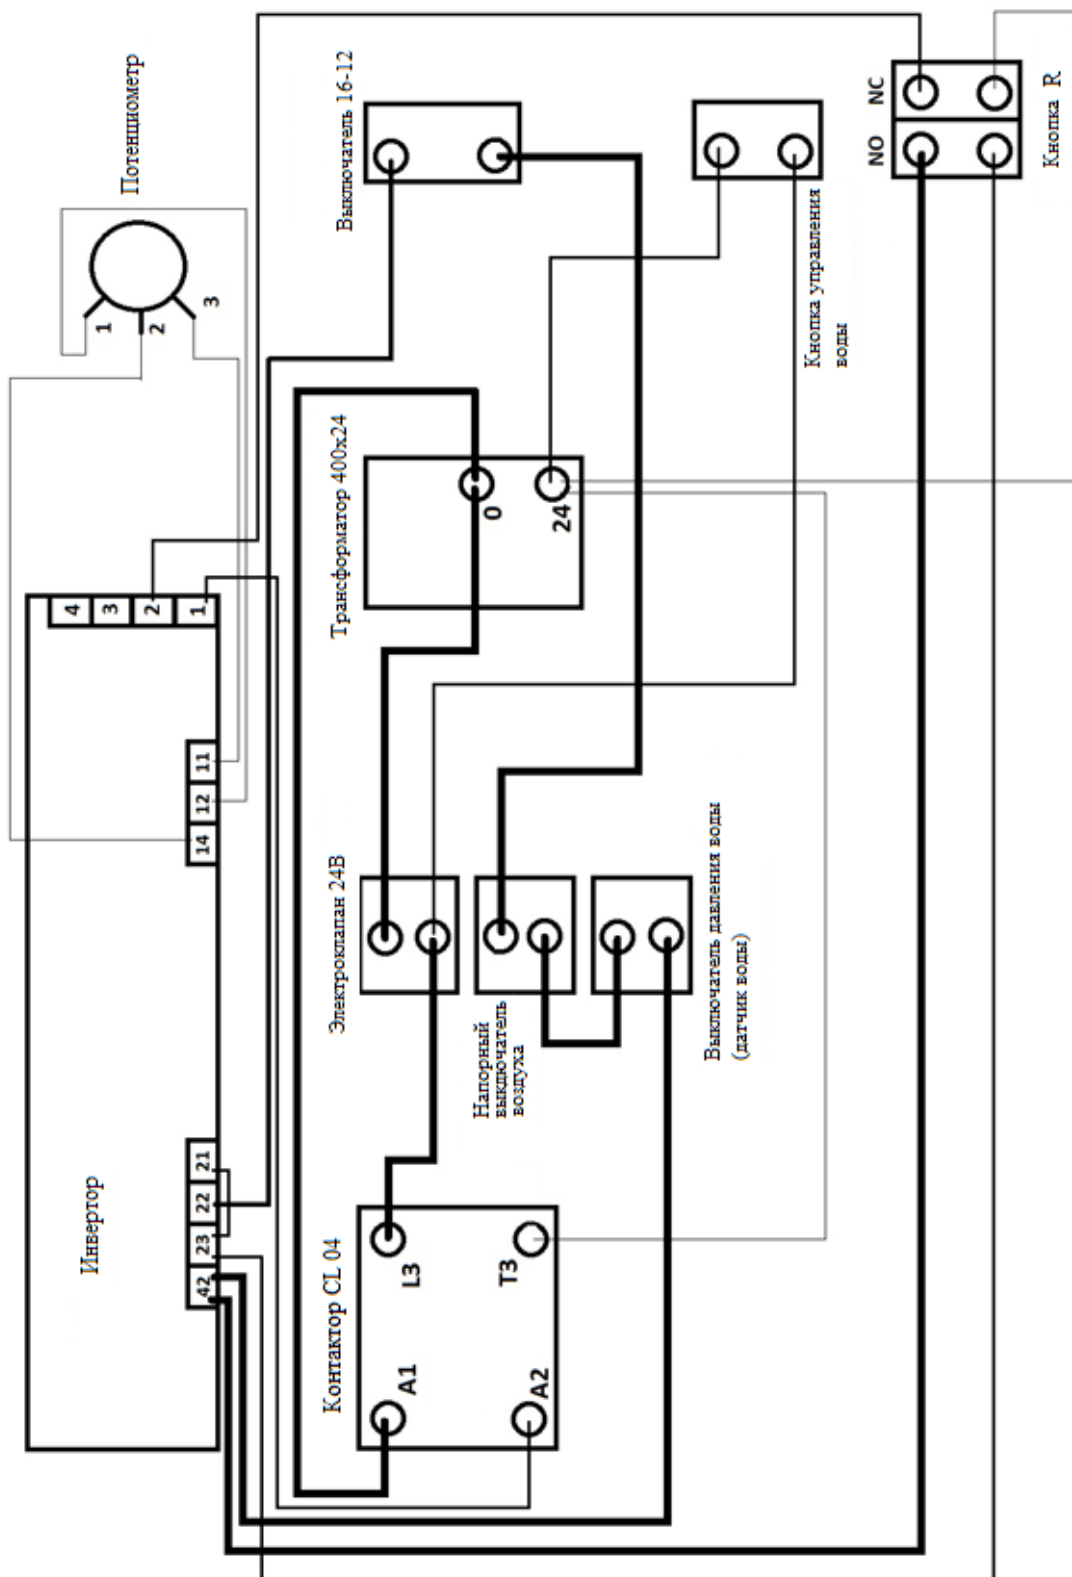 Инвертор
4
3
2
1
42
23
22
21
14
12
11
Потенциометр
1
2
3
Контактор CL 04
A1
L3
A2
T3
Электроклапан 24В
Трансформатор 400x24
0
24
Выключатель 16-12
Напорный
выключатель
воздуха
Выключатель давления воды
(датчик воды)
Кнопка управления
воды
NO
NC
Кнопка R